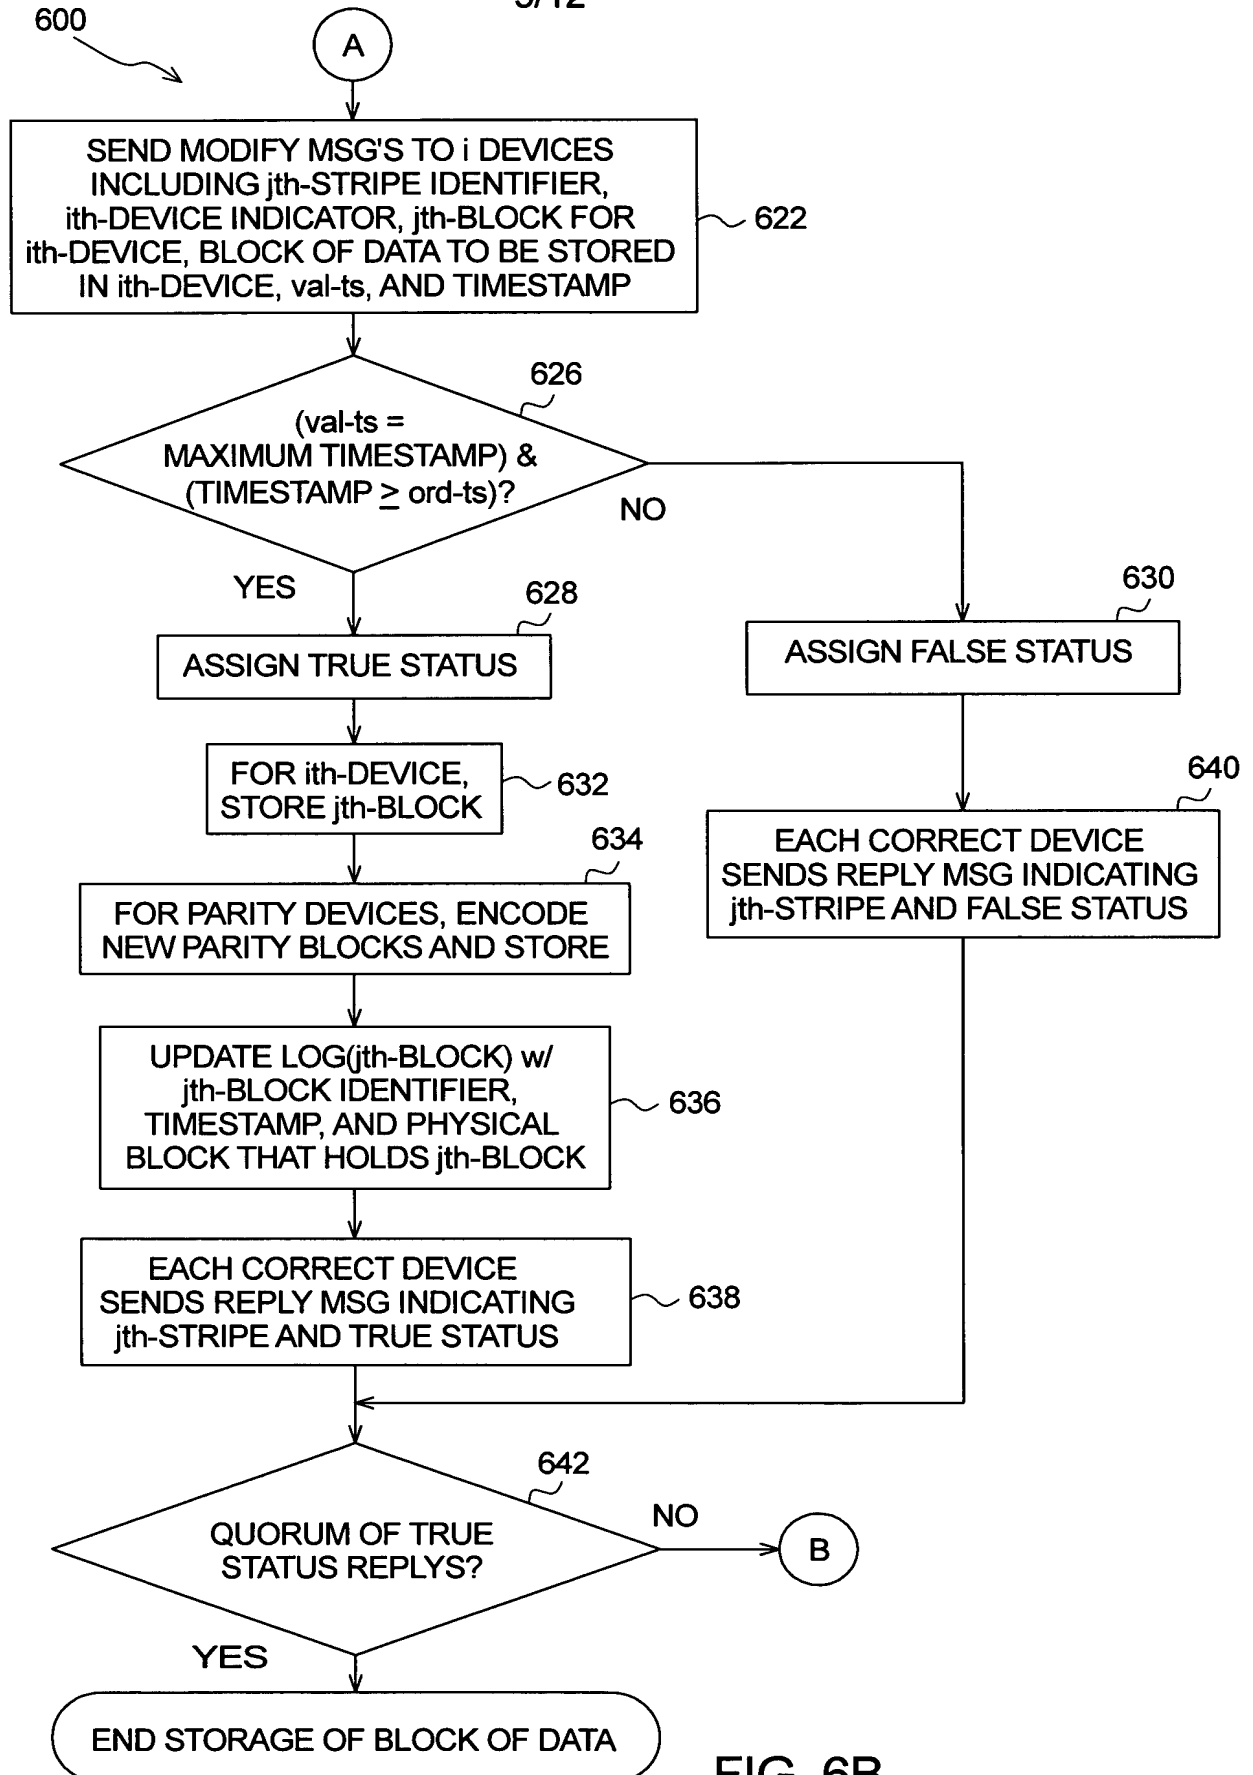 600
A
SEND MODIFY MSG'S TO i DEVICES
INCLUDING jth-STRIPE IDENTIFIER,
ith-DEVICE INDICATOR, jth-BLOCK FOR
ith-DEVICE, BLOCK OF DATA TO BE STORED
IN ith-DEVICE, val-ts, AND TIMESTAMP
622
626
(val-ts =
MAXIMUM TIMESTAMP) &
(TIMESTAMP ≥ ord-ts)?
NO
YES
628
630
ASSIGN TRUE STATUS
ASSIGN FALSE STATUS
FOR ith-DEVICE,
STORE jth-BLOCK
632
640
EACH CORRECT DEVICE
SENDS REPLY MSG INDICATING
jth-STRIPE AND FALSE STATUS
634
FOR PARITY DEVICES, ENCODE
NEW PARITY BLOCKS AND STORE
UPDATE LOG(jth-BLOCK) w/
jth-BLOCK IDENTIFIER,
TIMESTAMP, AND PHYSICAL
BLOCK THAT HOLDS jth-BLOCK
636
EACH CORRECT DEVICE
SENDS REPLY MSG INDICATING
jth-STRIPE AND TRUE STATUS
638
642
QUORUM OF TRUE
STATUS REPLYS?
NO
B
YES
END STORAGE OF BLOCK OF DATA
FIG. 6B